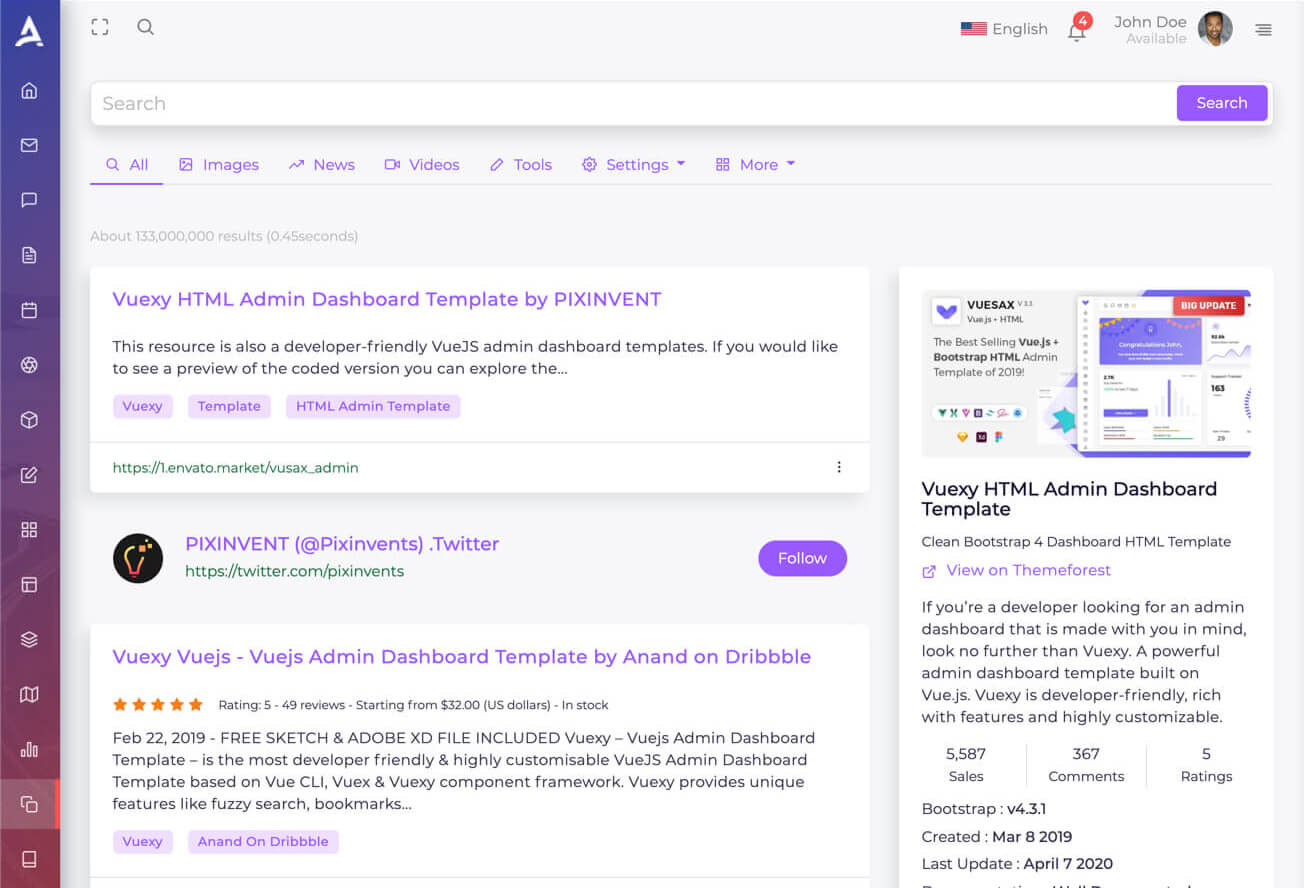 English
4
John Doe
Available
Search
Search
All
Images
News
Videos
Tools
Settings
More
About 133,000,000 results (0.45seconds)
Vuexy HTML Admin Dashboard Template by PIXINVENT
This resource is also a developer-friendly VueJS admin dashboard templates. If you would like
to see a preview of the coded version you can explore the...
Vuexy
Template
HTML Admin Template
https://1.envato.market/vusax_admin
PIXINVENT (@Pixinvents) .Twitter
https://twitter.com/pixinvents
Follow
Vuexy Vuejs - Vuejs Admin Dashboard Template by Anand on Dribbble
Rating: 5 - 49 reviews - Starting from $32.00 (US dollars) - In stock
Feb 22, 2019 - FREE SKETCH & ADOBE XD FILE INCLUDED Vuexy – Vuejs Admin Dashboard
Template – is the most developer friendly & highly customisable VueJS Admin Dashboard
Template based on Vue CLI, Vuex & Vuexy component framework. Vuexy provides unique
features like fuzzy search, bookmarks...
Vuexy
Anand On Dribbble
VUESAX V 3.1
Vue.js + HTML
The Best Selling Vue.js +
Bootstrap HTML Admin
Template of 2019!
BIG UPDATE
Congratulations John,
92.6k
2.7K
Support Tracker
163
29
Vuexy HTML Admin Dashboard
Template
Clean Bootstrap 4 Dashboard HTML Template
View on Themeforest
If you're a developer looking for an admin
dashboard that is made with you in mind,
look no further than Vuexy. A powerful
admin dashboard template built on
Vue.js. Vuexy is developer-friendly, rich
with features and highly customizable.
5,587
Sales
367
Comments
5
Ratings
Bootstrap : v4.3.1
Created : Mar 8 2019
Last Update : April 7 2020